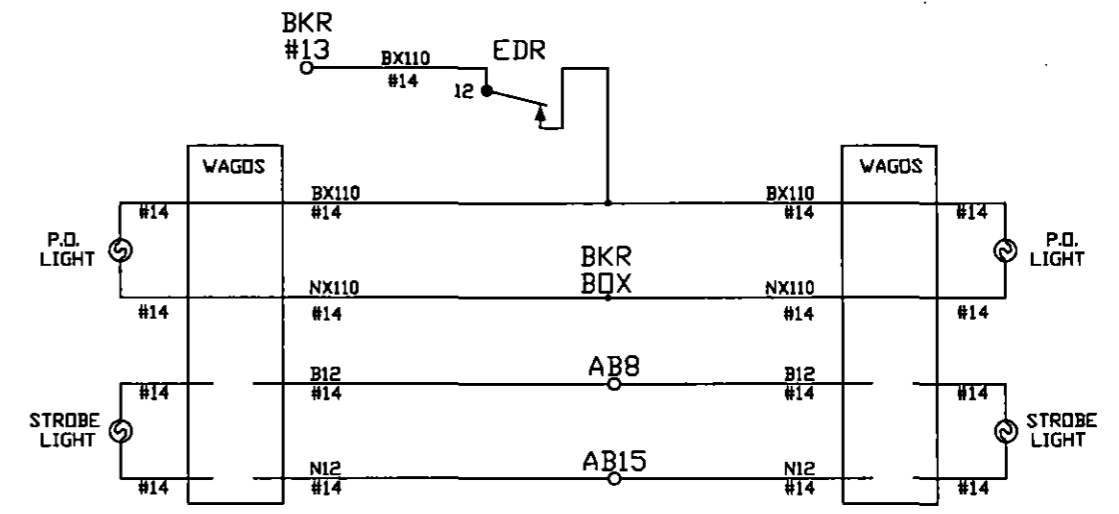 BKR
#13
BX110
#14
EDR
12
WAGOS
WAGOS
#14
BX110
#14
BX110
#14
#14
P.O.
LIGHT
BKR
BOX
P.O.
LIGHT
#14
NX110
#14
NX110
#14
#14
#14
B12
#14
AB8
B12
#14
#14
STROBE
LIGHT
STROBE
LIGHT
#14
N12
#14
AB15
N12
#14
#14